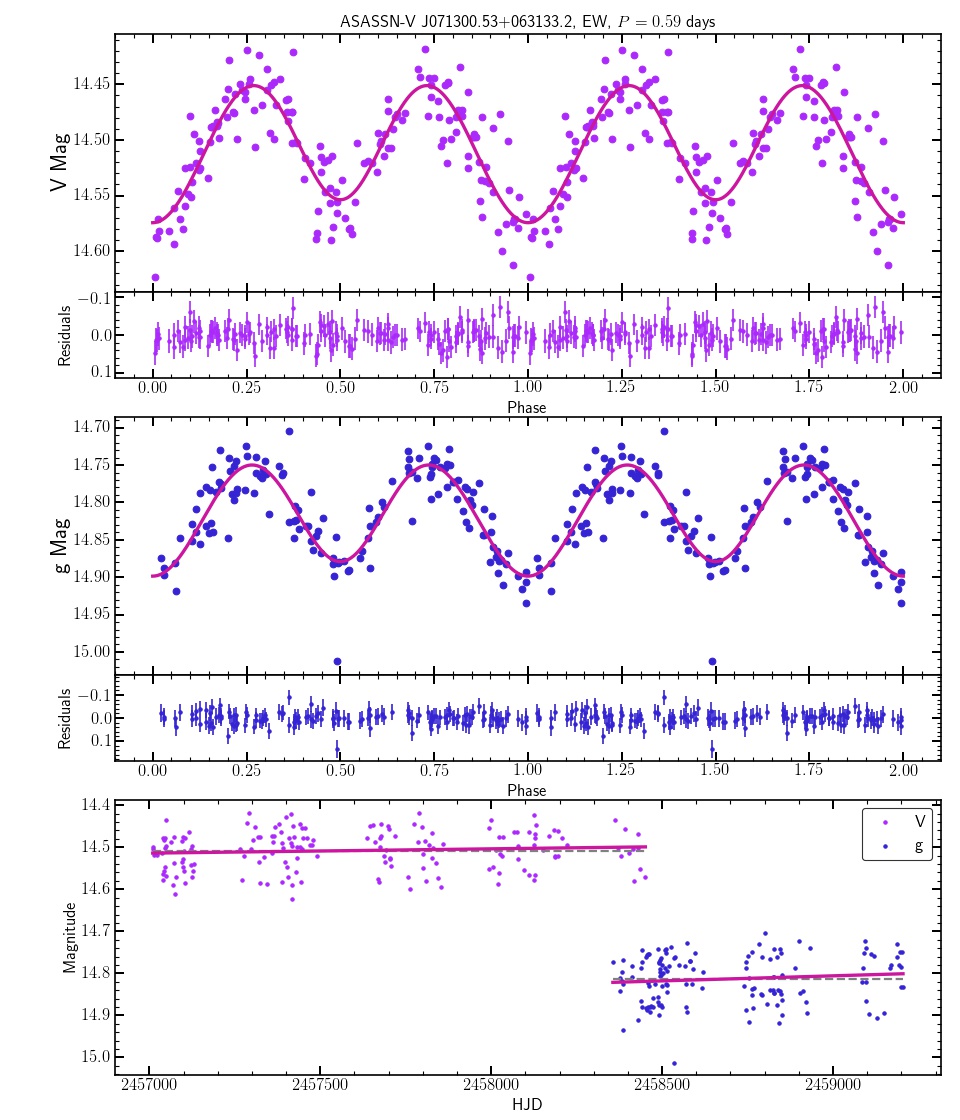 ASASSN-V J071300.53+063133.2, EW, P = 0.59 days
14.45
14.50
14.55
14.60
V Mag
−0.1
0.0
0.1
Residuals
0.00 0.25 0.50 0.75 1.00 1.25 1.50 1.75 2.00
Phase
14.70
14.75
14.80
14.85
14.90
14.95
15.00
g Mag
−0.1
0.0
0.1
Residuals
0.00 0.25 0.50 0.75 1.00 1.25 1.50 1.75 2.00
Phase
14.4
14.5
14.6
14.7
14.8
14.9
15.0
Magnitude
V
g
2457000 2457500 2458000 2458500 2459000
HJD